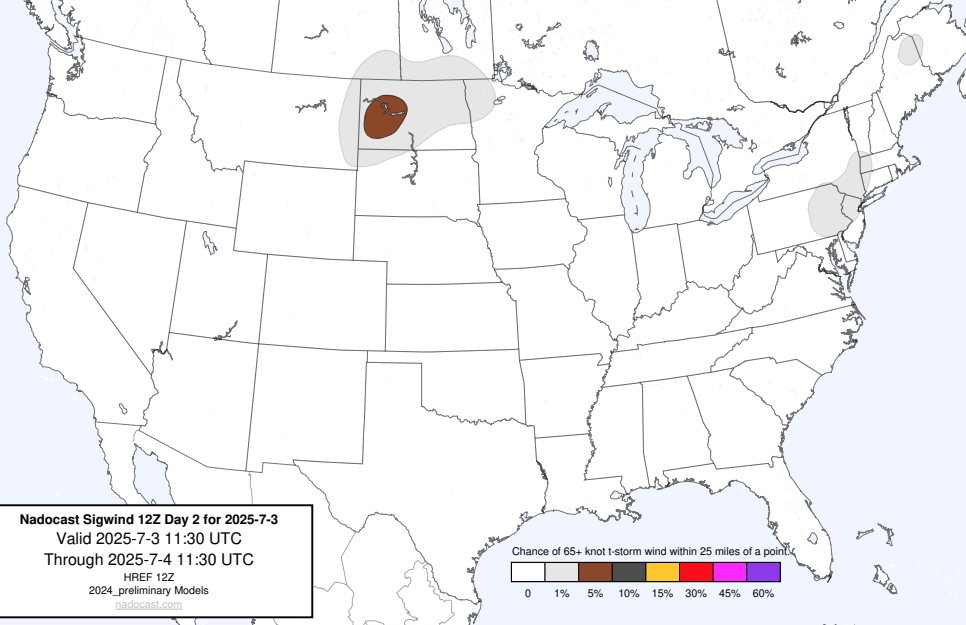 Nadocast Sigwind 12Z Day 2 for 2025-7-3
Valid 2025-7-3 11:30 UTC
Through 2025-7-4 11:30 UTC
HREF 12Z
2024_preliminary Models
nadocast.com
Chance of 65+ knot t-storm wind within 25 miles of a point.
0 1% 5% 10% 15% 30% 45% 60%